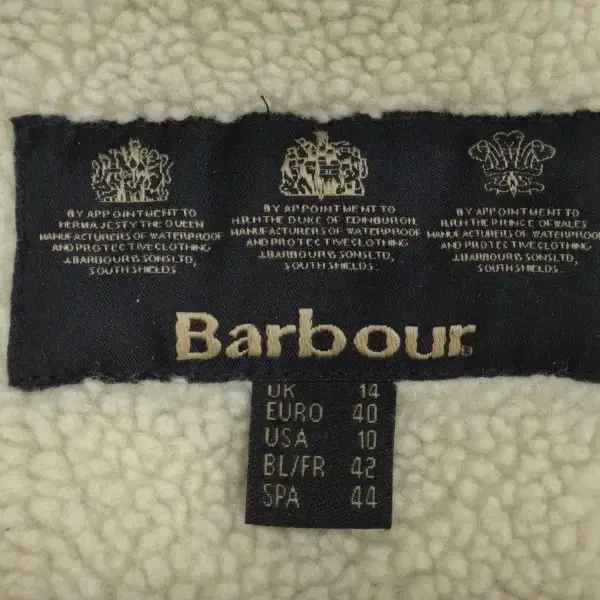 BY APPOINTMENT TO
HER MAJESTY THE QUEEN
MANUFACTURERS OF WATERPROOF
AND PROTECTIVE CLOTHING
J.BARBOUR & SONS LTD,
SOUTH SHIELDS.
BY APPOINTMENT TO
H.R.H THE DUKE OF EDINBURGH
MANUFACTURERS OF WATERPROOF
AND PROTECTIVE CLOTHING
J.BARBOUR & SONS LTD,
SOUTH SHIELDS.
BY APPOINTMENT TO
H.R.H THE PRINCE OF WALES
MANUFACTURERS OF WATERPROOF
AND PROTECTIVE CLOTHING
J.BARBOUR & SONS LTD,
SOUTH SHIELDS.
Barbour®
UK 14
EURO 40
USA 10
BL/FR 42
SPA 44